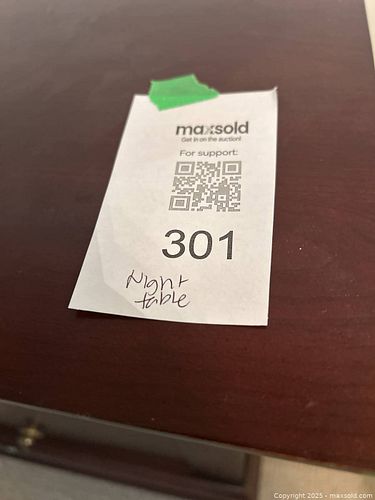 maxsold
Get in on the auction!
For support:
301
Night
table
Copyright 2025 - maxsold.com